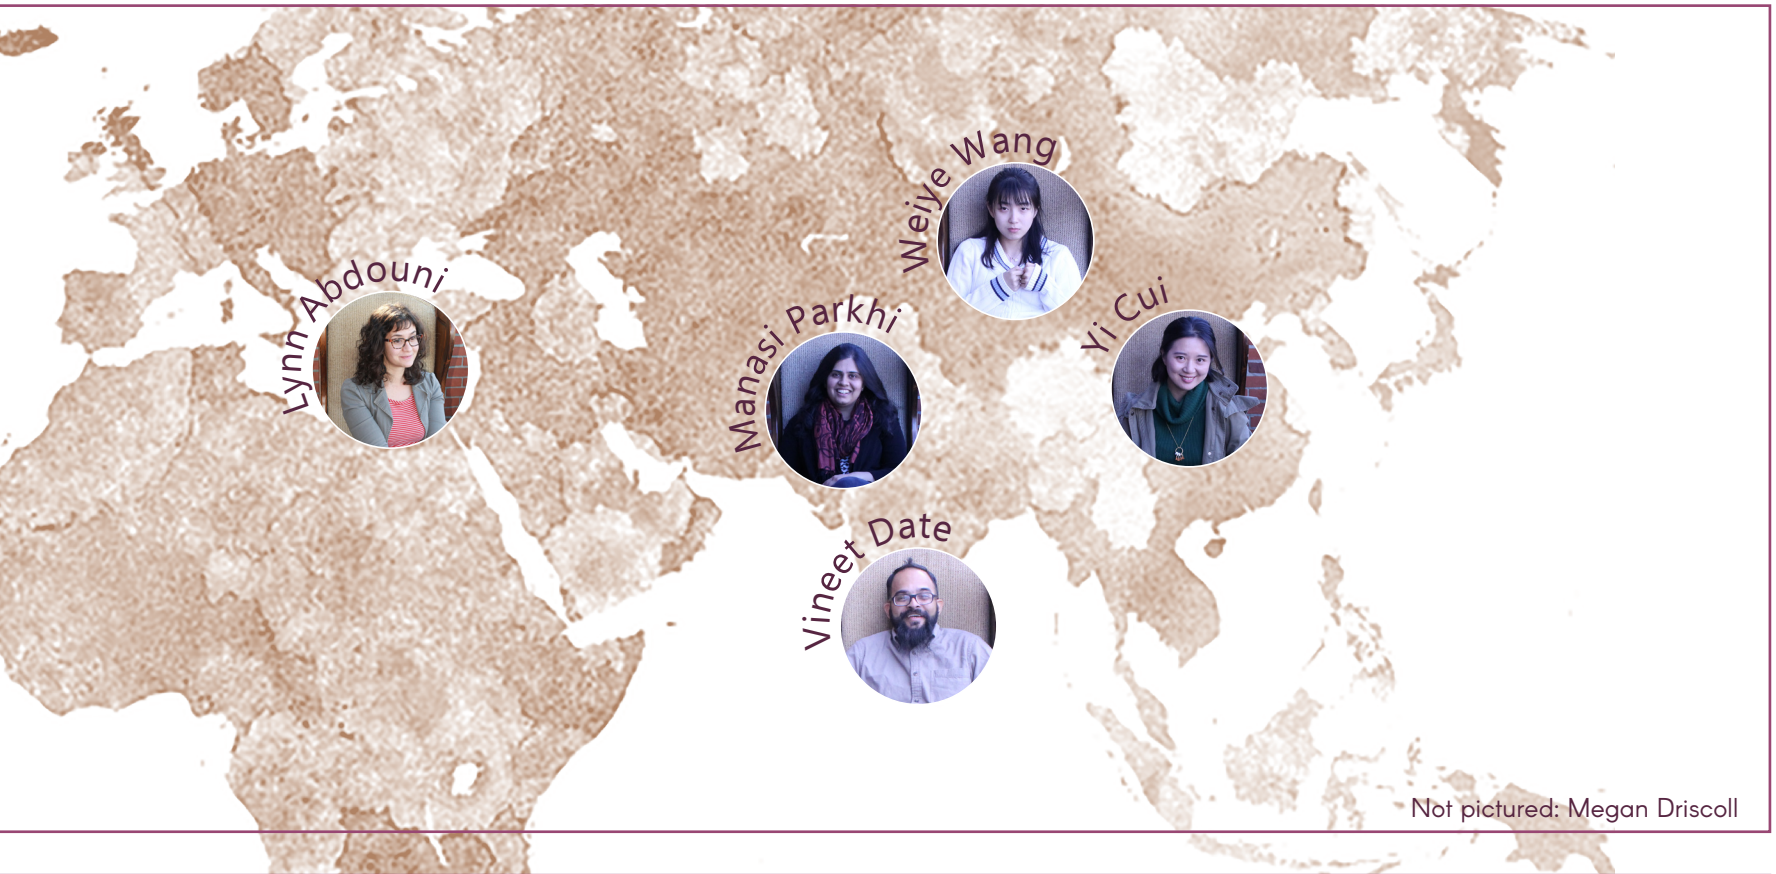 Weiye Wang
Lynn Abdouni
Yi Cui
Manasi Parkhi
Vineet Date
Not pictured: Megan Driscoll